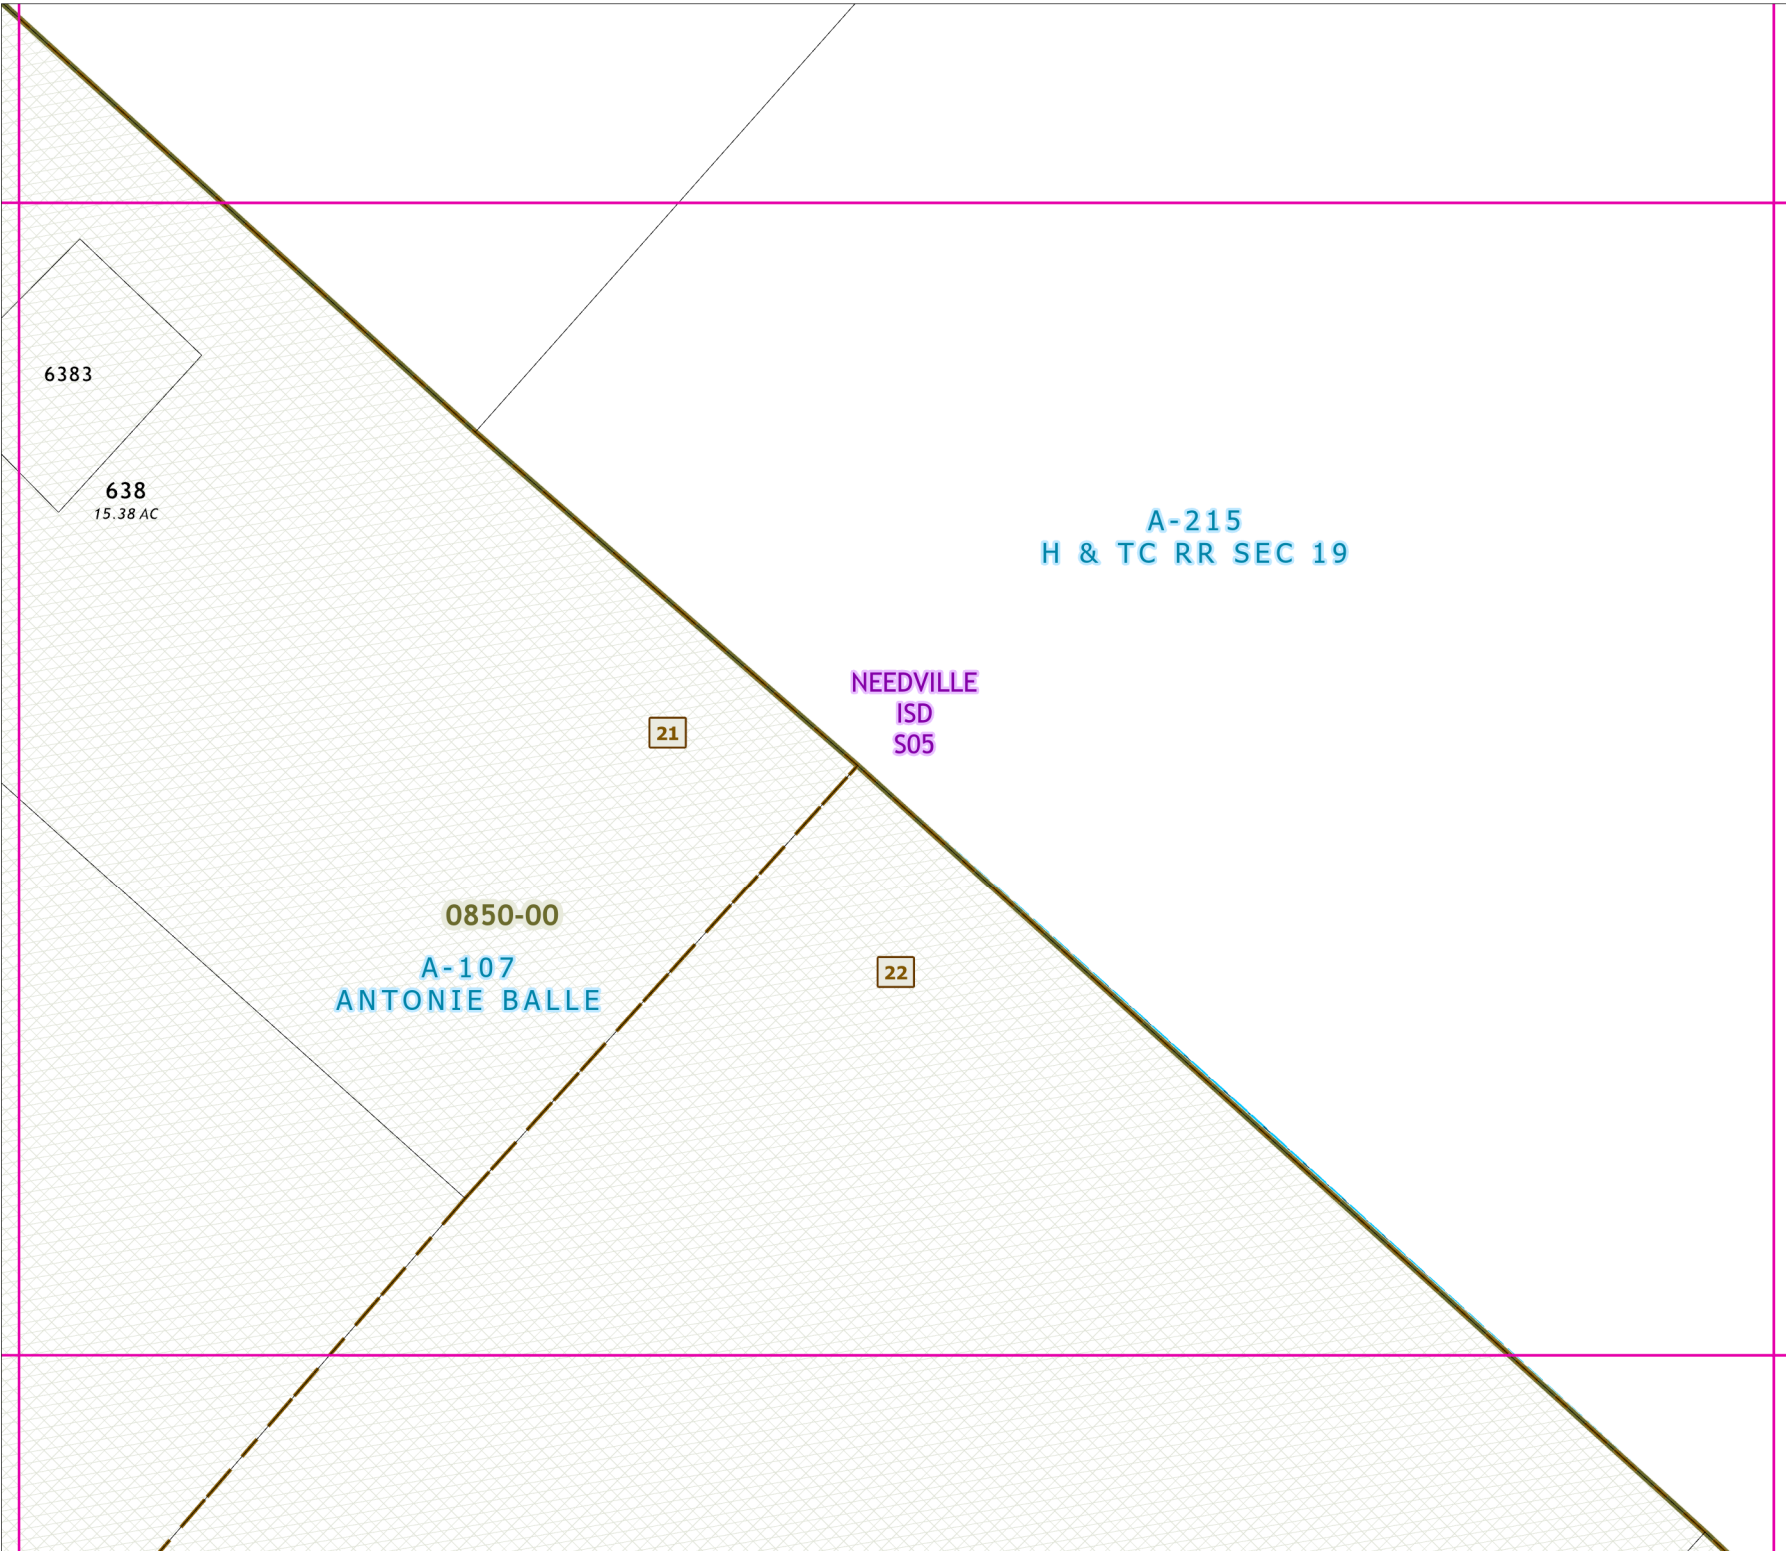 6383
638
15.38 AC
A-215
H & TC RR SEC 19
NEEDVILLE
ISD
S05
21
0850-00
A-107
ANTONIE BALLE
22